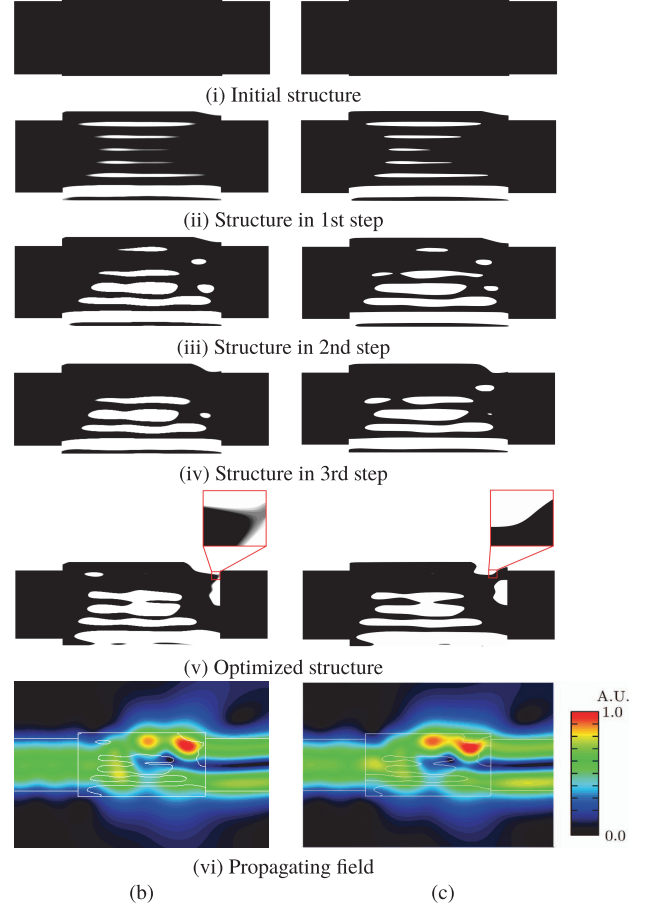 (i) Initial structure
(ii) Structure in 1st step
(iii) Structure in 2nd step
(iv) Structure in 3rd step
(v) Optimized structure
A.U.
1.0
0.0
(vi) Propagating field
(b) (c)